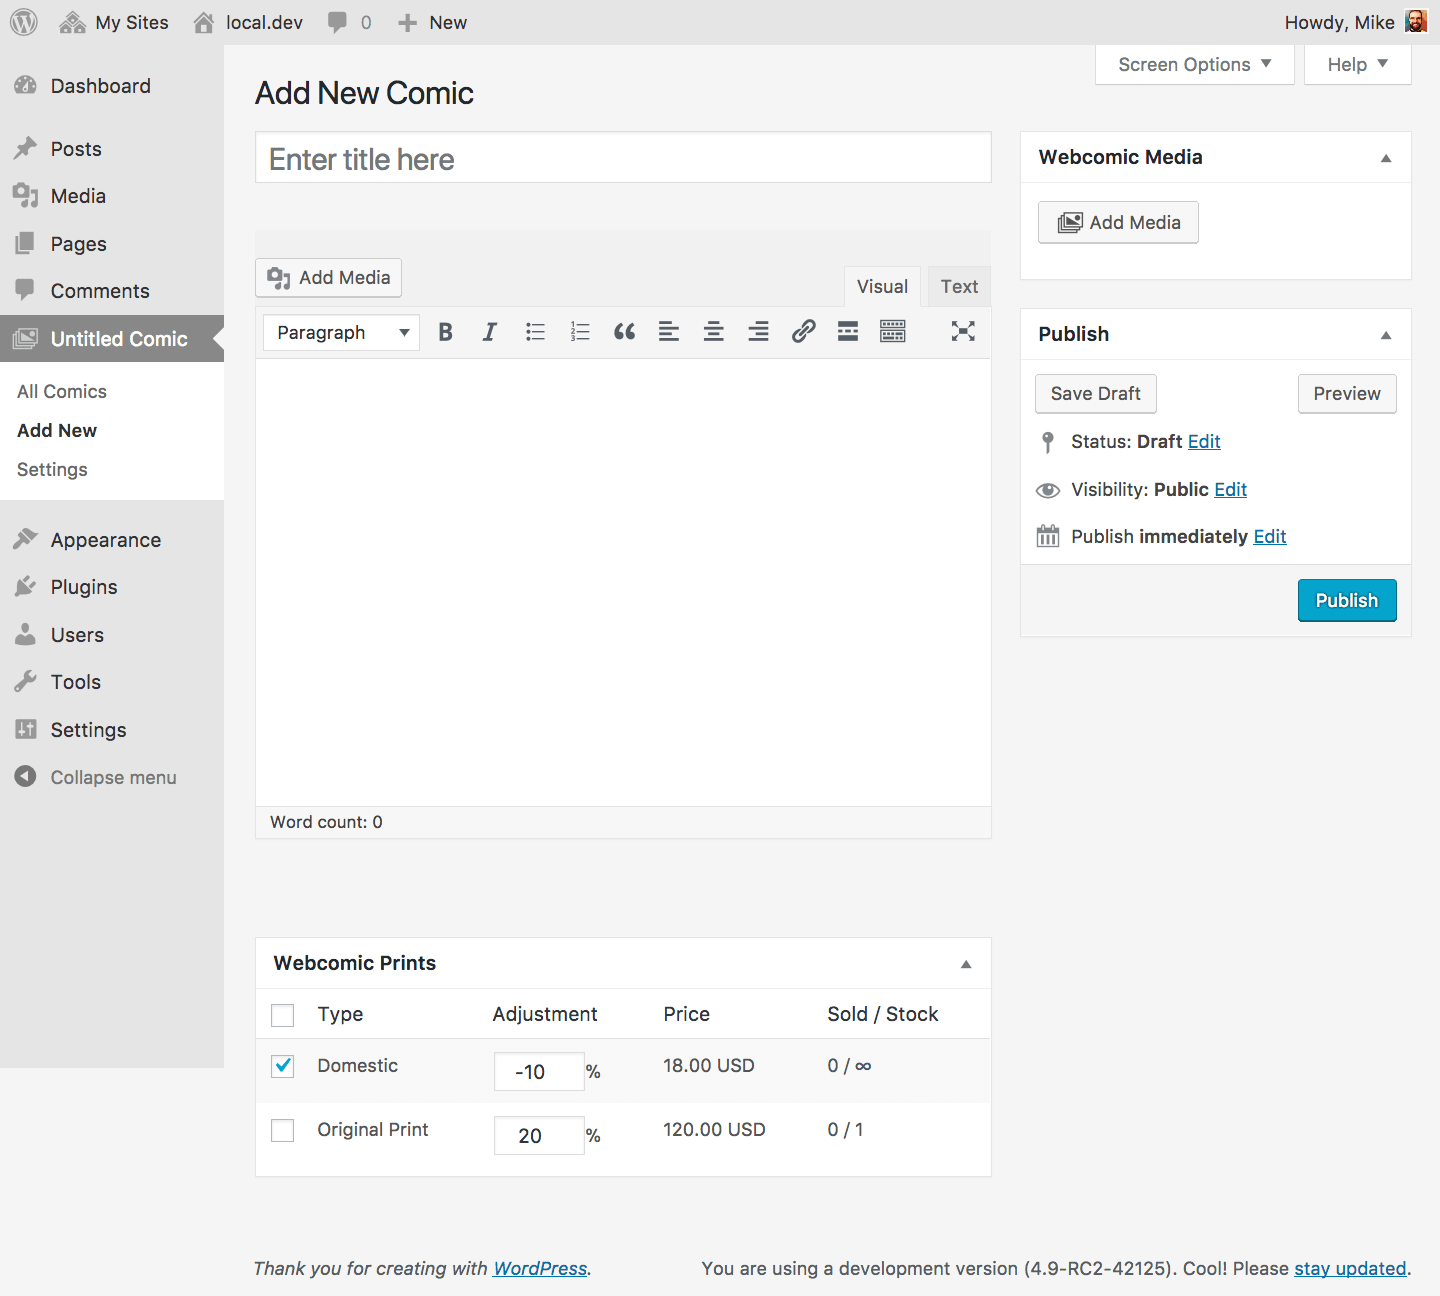 My Sites local.dev 0 New Howdy, Mike
Screen Options Help
Dashboard
Posts
Media
Pages
Comments
Untitled Comic
All Comics
Add New
Settings
Appearance
Plugins
Users
Tools
Settings
Collapse menu
Add New Comic
Enter title here
Add Media
Visual Text
Paragraph
Word count: 0
Webcomic Prints
Type Adjustment Price Sold / Stock
Domestic -10 % 18.00 USD 0 / ∞
Original Print 20 % 120.00 USD 0 / 1
Webcomic Media
Add Media
Publish
Save Draft Preview
Status: Draft Edit
Visibility: Public Edit
Publish immediately Edit
Publish
Thank you for creating with WordPress. You are using a development version (4.9-RC2-42125). Cool! Please stay updated.